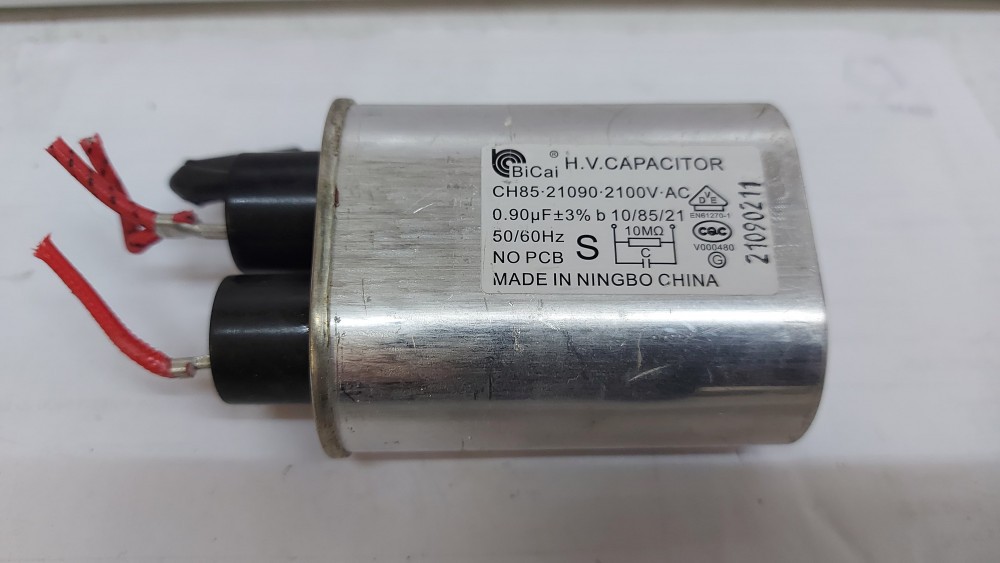 BiCai ® H.V.CAPACITOR
CH85·21090·2100V·AC
DVE
0.90µF±3% b 10/85/21
EN61270-1
50/60Hz
S
10MΩ
C
CQC
V000480
G
NO PCB
MADE IN NINGBO CHINA
21090211